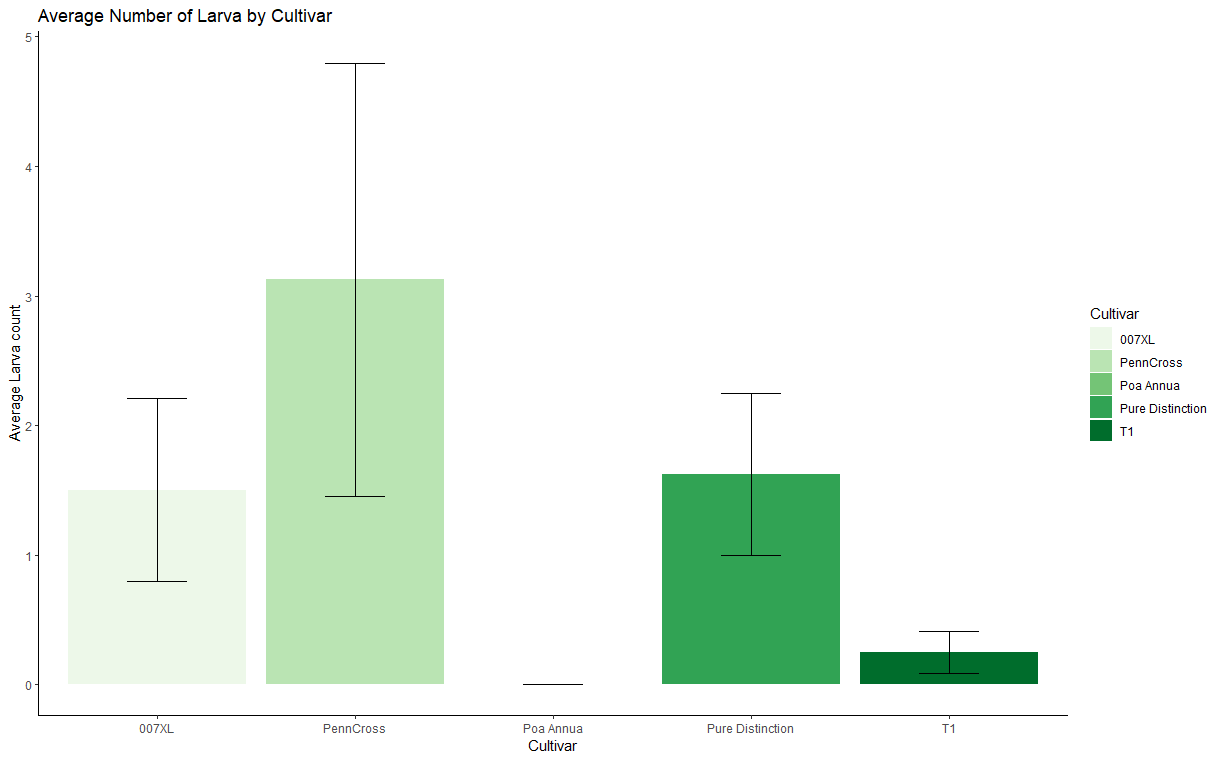 Average Number of Larva by Cultivar
5
4
3
2
1
0
Average Larva count
007XL
PennCross
Poa Annua
Pure Distinction
T1
Cultivar
Cultivar
007XL
PennCross
Poa Annua
Pure Distinction
T1